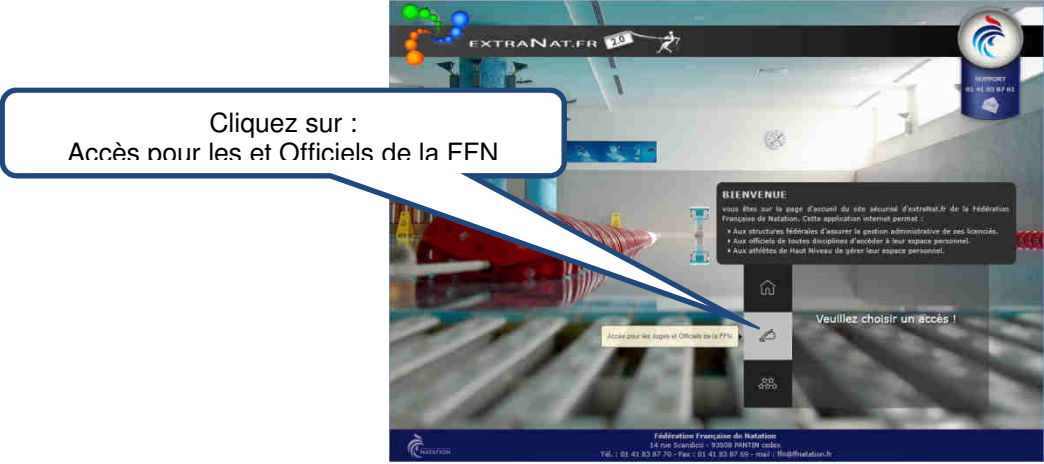 EXTRANAT.FR 2.0
SUPPORT
01 41 83 87 61
Cliquez sur :
Accès pour les et Officiels de la FFN
BIENVENUE
vous êtes sur la page d'accueil du site sécurisé d'extraNat.fr de la Fédération
Française de Natation. Cette application internet permet :
Aux structures fédérales d'assurer la gestion administrative de ses licenciés.
Aux officiels de toutes disciplines d'accéder à leur espace personnel.
Aux athlètes de Haut Niveau de gérer leur espace personnel.
Veuillez choisir un accès !
Accès pour les Juges et Officiels de la FFN
NATATION
Fédération Française de Natation
14 rue Scandicci - 93508 PANTIN cedex
Tél. : 01 41 83 87 70 - Fax : 01 41 83 87 69 - mail : ffn@ffnatation.fr